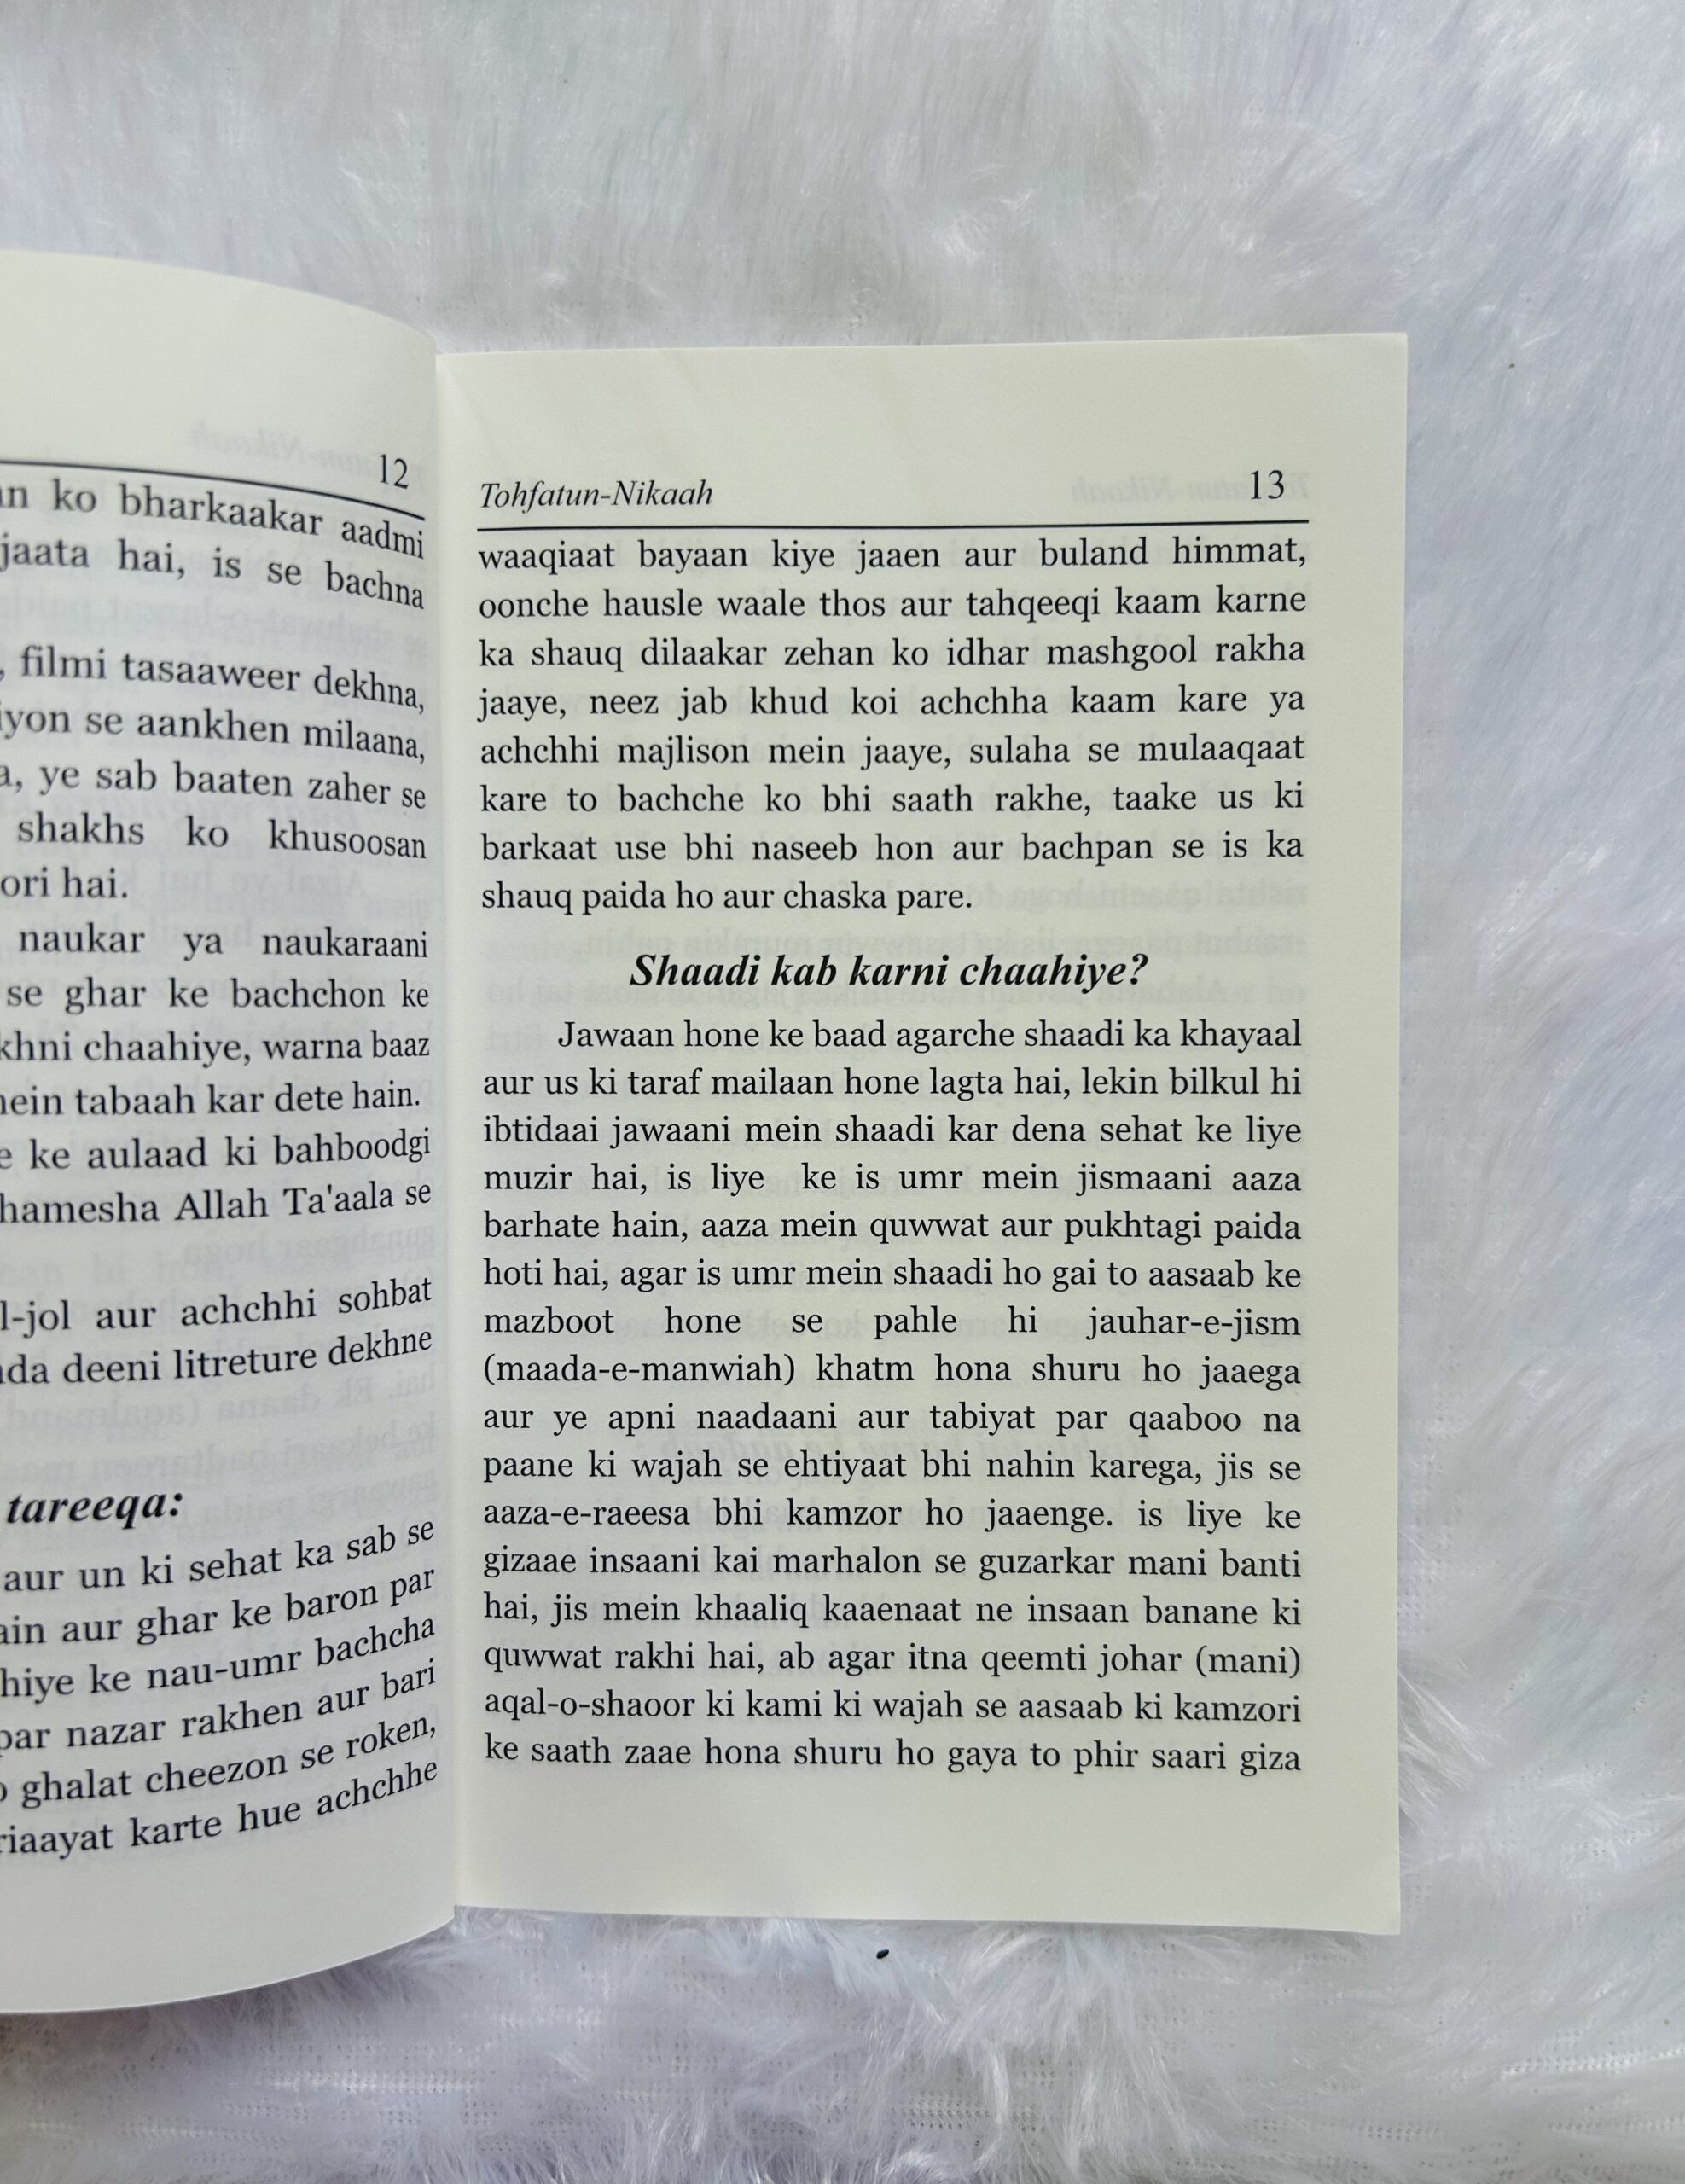 12
ko bharkaakar aadmi
jaata hai, is se bachna
filmi tasaaweer dekhna,
se aankhen milaana,
ye sab baaten zaher se
shakhs ko khusoosan
hai.
naukar ya naukaraani
se ghar ke bachchon ke
chaahiye, warna baaz
tabaah kar dete hain.
ke aulaad ki bahboodgi
hamesha Allah Ta'aala se
aur achchhi sohbat
deeni litreture dekhne
tareeqa:
aur un ki sehat ka sab se
aur ghar ke baron par
ke nau-umr bachcha
par nazar rakhen aur bari
ghalat cheezon se roken,
riaayat karte hue achchhe
Tohfatun-Nikaah 13
waaqiaat bayaan kiye jaaen aur buland himmat,
oonche hausle waale thos aur tahqeeqi kaam karne
ka shauq dilaakar zehan ko idhar mashgool rakha
jaaye, neez jab khud koi achchha kaam kare ya
achchhi majlison mein jaaye, sulaha se mulaaqaat
kare to bachche ko bhi saath rakhe, taake us ki
barkaat use bhi naseeb hon aur bachpan se is ka
shauq paida ho aur chaska pare.
Shaadi kab karni chaahiye?
Jawaan hone ke baad agarche shaadi ka khayaal
aur us ki taraf mailaan hone lagta hai, lekin bilkul hi
ibtidaai jawaani mein shaadi kar dena sehat ke liye
muzir hai, is liye ke is umr mein jismaani aaza
barhate hain, aaza mein quwwat aur pukhtagi paida
hoti hai, agar is umr mein shaadi ho gai to aasaab ke
mazboot hone se pahle hi jauhar-e-jism
(maada-e-manwiah) khatm hona shuru ho jaaega
aur ye apni naadaani aur tabiyat par qaaboo na
paane ki wajah se ehtiyaat bhi nahin karega, jis se
aaza-e-raeesa bhi kamzor ho jaaenge. is liye ke
gizaae insaani kai marhalon se guzarkar mani banti
hai, jis mein khaaliq kaaenaat ne insaan banane ki
quwwat rakhi hai, ab agar itna qeemti johar (mani)
aqal-o-shaoor ki kami ki wajah se aasaab ki kamzori
ke saath zaae hona shuru ho gaya to phir saari giza